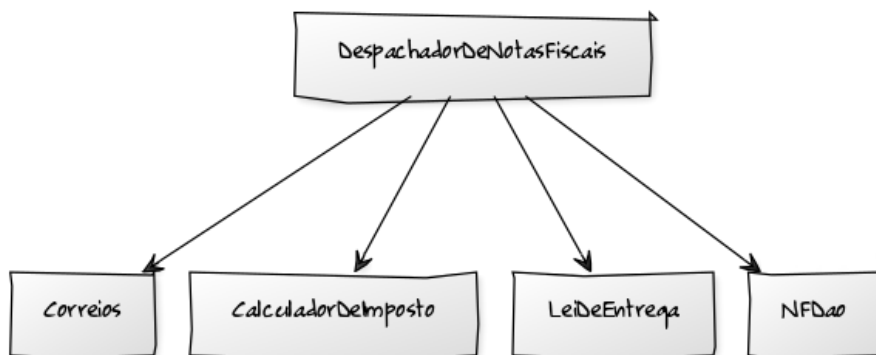 DespachadorDeNotasFiscais
Correios
CalculadorDeImposto
LeiDeEntrega
NFDao